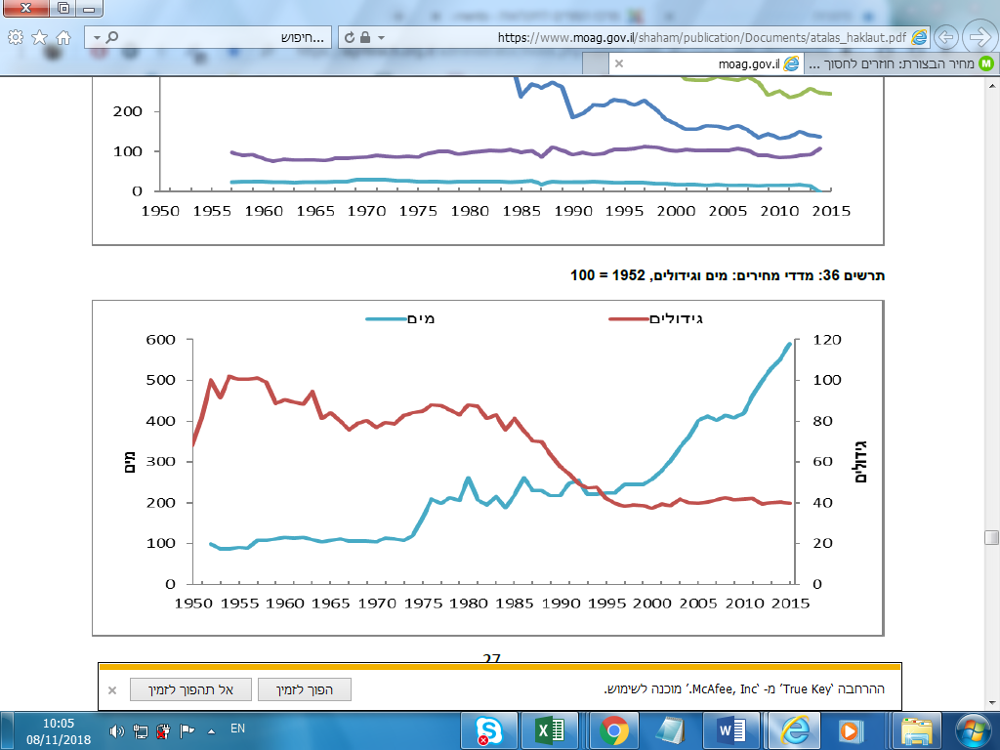 חיפוש...
https://www.moag.gov.il/shaham/publication/Documents/atalas_haklaut.pdf
moag.gov.il
מחיר הבצורת: חוזרים לחסוך ...
200
100
0
1950 1955 1960 1965 1970 1975 1980 1985 1990 1995 2000 2005 2010 2015
תרשים 36: מדדי מחירים: מים וגידולים, 1952 = 100
מים
גידולים
600
500
400
300
200
100
0
מים
120
100
80
60
40
20
0
גידולים
1950 1955 1960 1965 1970 1975 1980 1985 1990 1995 2000 2005 2010 2015
27
ההרחבה 'True Key' מ- 'McAfee, Inc.' מוכנה לשימוש.
הפוך לזמין
אל תהפוך לזמין
10:05
08/11/2018
EN